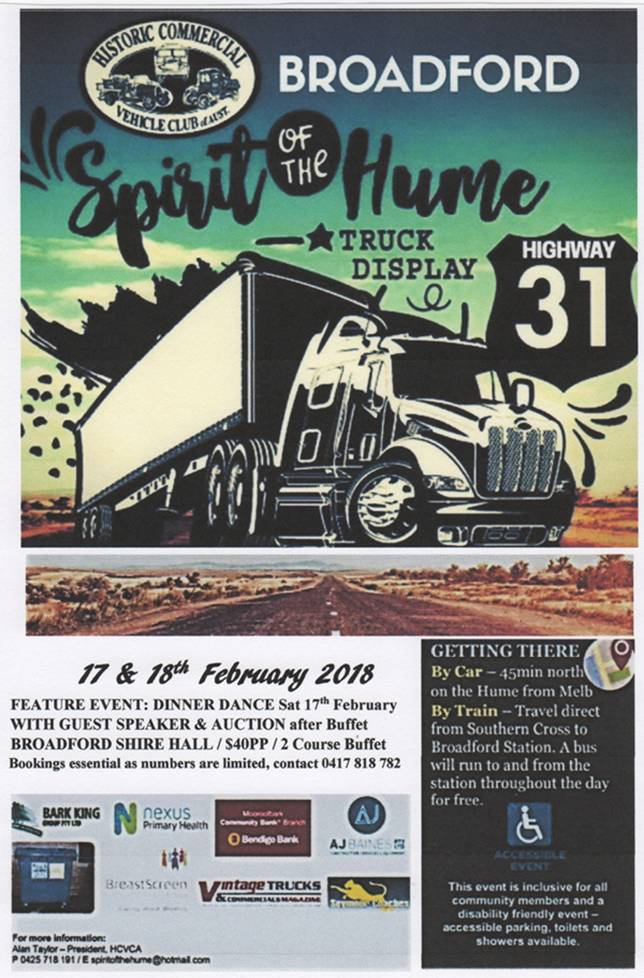 HISTORIC COMMERCIAL
VEHICLE CLUB of AUST.
BROADFORD
Spirit OF THE Hume
TRUCK
DISPLAY
HIGHWAY
31
17 & 18th February 2018
FEATURE EVENT: DINNER DANCE Sat 17th February
WITH GUEST SPEAKER & AUCTION after Buffet
BROADFORD SHIRE HALL / $40PP / 2 Course Buffet
Bookings essential as numbers are limited, contact 0417 818 782
GETTING THERE
By Car – 45min north
on the Hume from Melb
By Train – Travel direct
from Southern Cross to
Broadford Station. A bus
will run to and from the
station throughout the day
for free.
ACCESSIBLE
EVENT
This event is inclusive for all
community members and a
disability friendly event –
accessible parking, toilets and
showers available.
BARK KING
GROUP PTY LTD
nexus
Primary Health
Community Bank® Branch
Bendigo Bank
AJ
AJ BAINES
BreastScreen
Vintage TRUCKS
& COMMERCIALS MAGAZINE
Seymour Coaches
For more information:
Alan Taylor – President, HCVCA
P 0425 718 191 / E spiritofthehume@hotmail.com